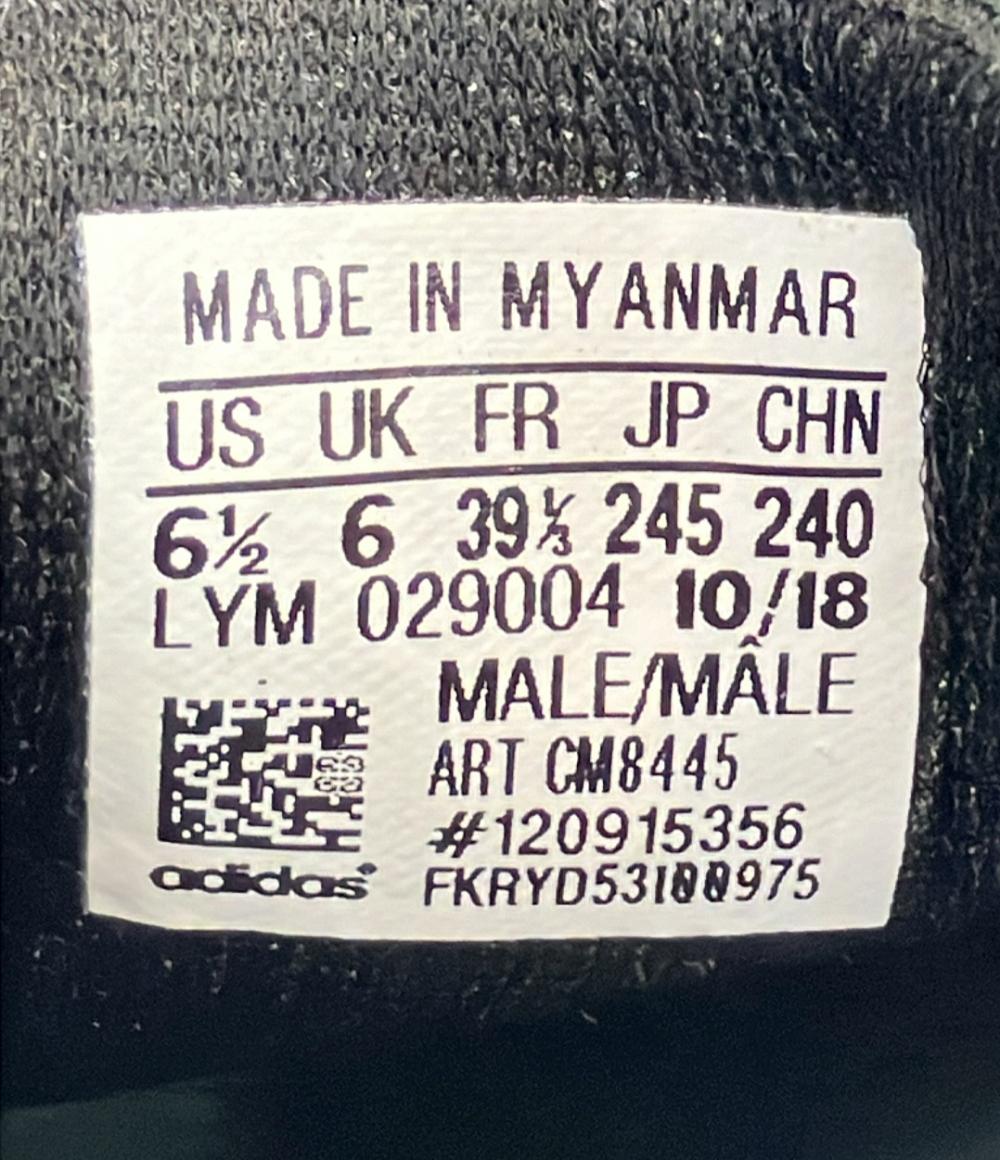 MADE IN MYANMAR
US UK FR JP CHN
6½ 6 39⅓ 245 240
LYM 029004 10/18
MALE/MÂLE
ART CM8445
#120915356
adidas FKRYD53100975